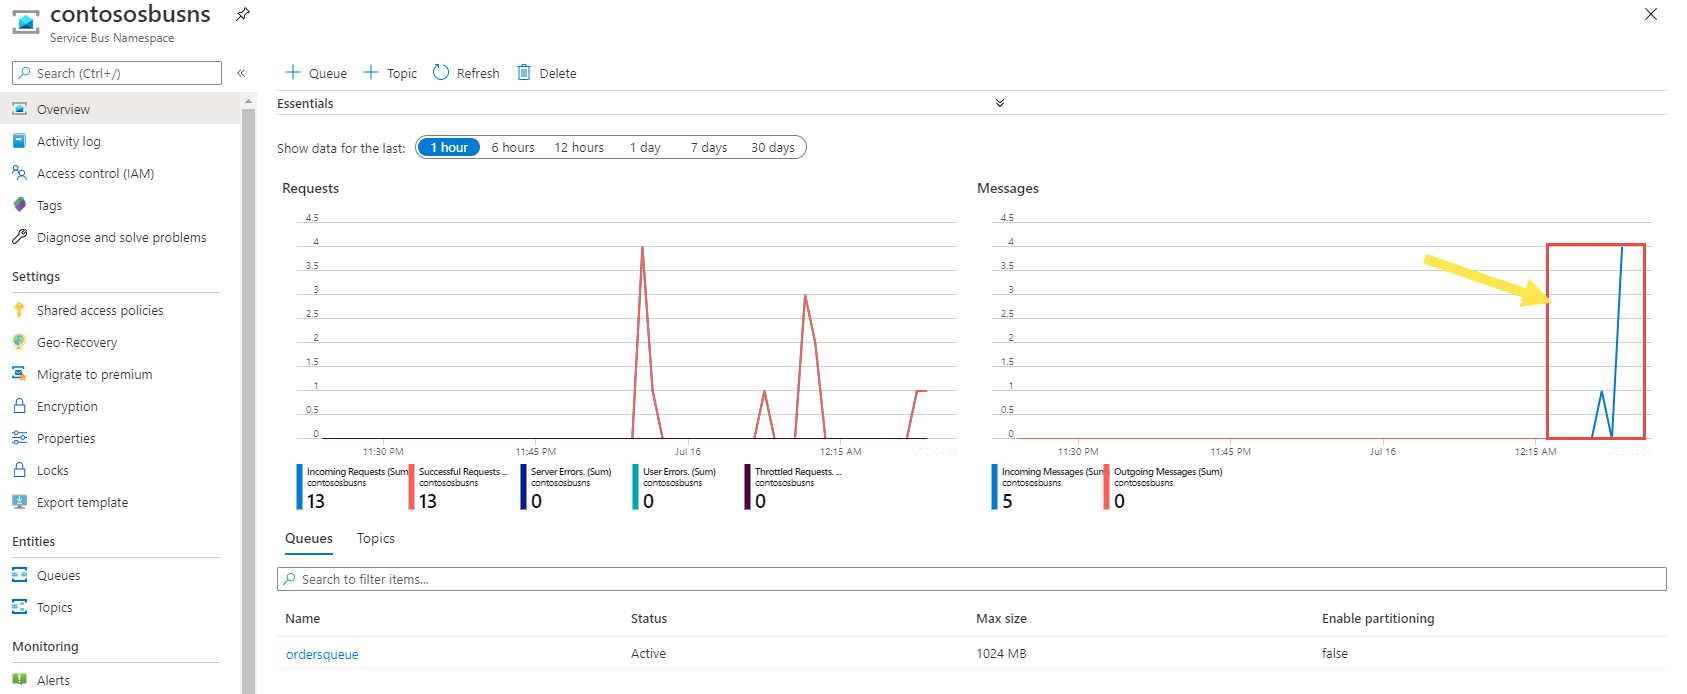 contososbusns
Service Bus Namespace
Search (Ctrl+/)
«
Overview
Activity log
Access control (IAM)
Tags
Diagnose and solve problems
Settings
Shared access policies
Geo-Recovery
Migrate to premium
Encryption
Properties
Locks
Export template
Entities
Queues
Topics
Monitoring
Alerts
Queue Topic Refresh Delete
Essentials
Show data for the last: 1 hour 6 hours 12 hours 1 day 7 days 30 days
Requests
4.5
4
3.5
3
2.5
2
1.5
1
0.5
0
11:30 PM 11:45 PM Jul 16 12:15 AM UTC-04:00
Incoming Requests (Sum Successful Requests ... Server Errors. (Sum) User Errors. (Sum) Throttled Requests. ...
contososbusns contososbusns contososbusns contososbusns contososbusns
13 13 0 0 0
Messages
4.5
4
3.5
3
2.5
2
1.5
1
0.5
0
11:30 PM 11:45 PM Jul 16 12:15 AM UTC-04:00
Incoming Messages (Sum Outgoing Messages (Sum)
contososbusns contososbusns
5 0
Queues Topics
Search to filter items...
Name Status Max size Enable partitioning
ordersqueue Active 1024 MB false